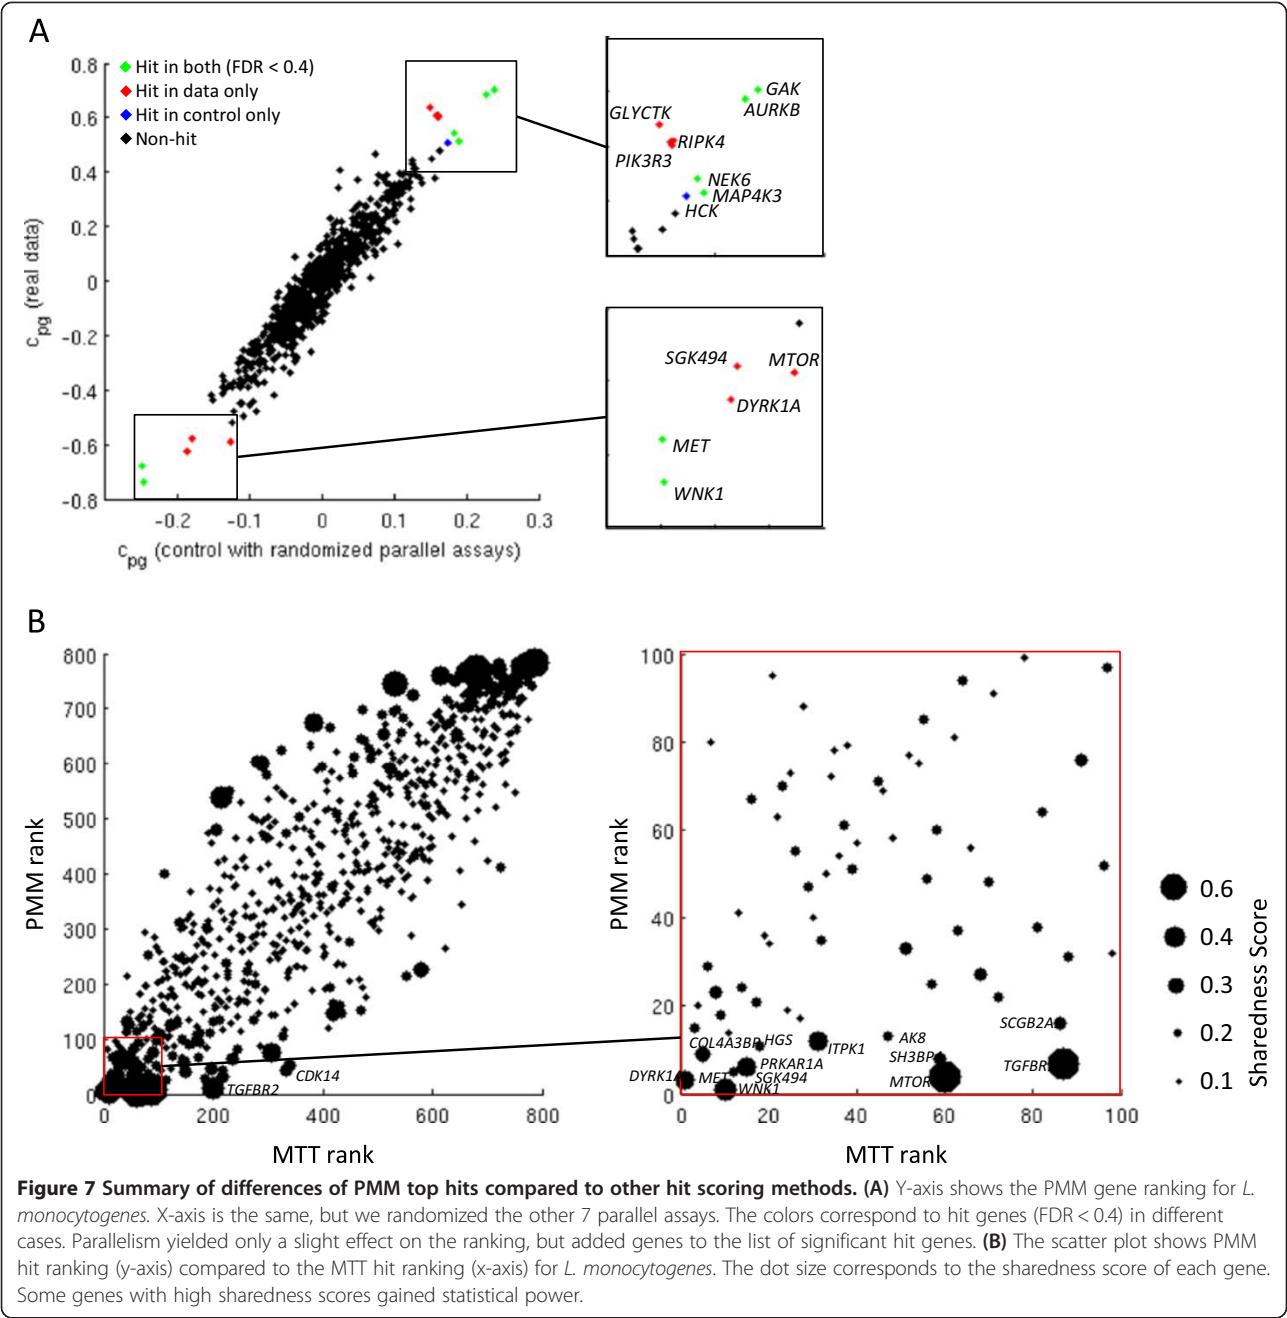 A
Hit in both (FDR < 0.4)
Hit in data only
Hit in control only
Non-hit
0.8
0.6
0.4
0.2
0
-0.2
-0.4
-0.6
-0.8
-0.2 -0.1 0 0.1 0.2 0.3
cpg (real data)
cpg (control with randomized parallel assays)
GAK
AURKB
GLYCTK
RIPK4
PIK3R3
NEK6
MAP4K3
HCK
SGK494
MTOR
DYRK1A
MET
WNK1
B
800
700
600
500
400
300
200
100
0
0 200 400 600 800
PMM rank
MTT rank
CDK14
TGFBR2
100
80
60
40
20
0
0 20 40 60 80 100
PMM rank
MTT rank
SCGB2A
COL4A3BP
HGS
ITPK1
AK8
SH3BP
TGFBR
PRKAR1A
DYRK1A
MET
SGK494
WNK1
MTOR
0.6
0.4
0.3
0.2
0.1
Sharedness Score
Figure 7 Summary of differences of PMM top hits compared to other hit scoring methods. (A) Y-axis shows the PMM gene ranking for L.
monocytogenes. X-axis is the same, but we randomized the other 7 parallel assays. The colors correspond to hit genes (FDR < 0.4) in different
cases. Parallelism yielded only a slight effect on the ranking, but added genes to the list of significant hit genes. (B) The scatter plot shows PMM
hit ranking (y-axis) compared to the MTT hit ranking (x-axis) for L. monocytogenes. The dot size corresponds to the sharedness score of each gene.
Some genes with high sharedness scores gained statistical power.